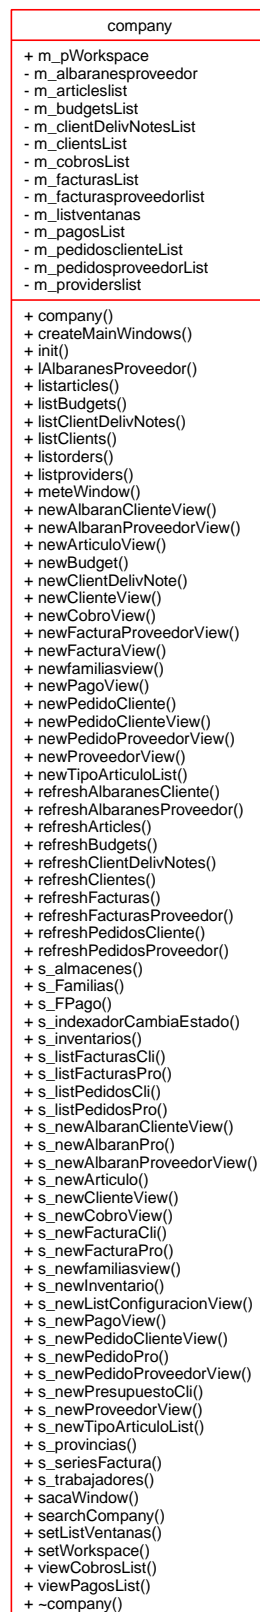 company
+ m_pWorkspace
- m_albaranesproveedor
- m_articleslist
- m_budgetsList
- m_clientDelivNotesList
- m_clientsList
- m_cobrosList
- m_facturasList
- m_facturasproveedorlist
- m_listventanas
- m_pagosList
- m_pedidosclienteList
- m_pedidosproveedorList
- m_providerslist
+ company()
+ createMainWindows()
+ init()
+ lAlbaranesProveedor()
+ listarticles()
+ listBudgets()
+ listClientDelivNotes()
+ listClients()
+ listorders()
+ listproviders()
+ meteWindow()
+ newAlbaranClienteView()
+ newAlbaranProveedorView()
+ newArticuloView()
+ newBudget()
+ newClientDelivNote()
+ newClienteView()
+ newCobroView()
+ newFacturaProveedorView()
+ newFacturaView()
+ newfamiliasview()
+ newPagoView()
+ newPedidoCliente()
+ newPedidoClienteView()
+ newPedidoProveedorView()
+ newProveedorView()
+ newTipoArticuloList()
+ refreshAlbaranesCliente()
+ refreshAlbaranesProveedor()
+ refreshArticles()
+ refreshBudgets()
+ refreshClientDelivNotes()
+ refreshClientes()
+ refreshFacturas()
+ refreshFacturasProveedor()
+ refreshPedidosCliente()
+ refreshPedidosProveedor()
+ s_almacenes()
+ s_Familias()
+ s_FPago()
+ s_indexadorCambiaEstado()
+ s_inventarios()
+ s_listFacturasCli()
+ s_listFacturasPro()
+ s_listPedidosCli()
+ s_listPedidosPro()
+ s_newAlbaranClienteView()
+ s_newAlbaranPro()
+ s_newAlbaranProveedorView()
+ s_newArticulo()
+ s_newClienteView()
+ s_newCobroView()
+ s_newFacturaCli()
+ s_newFacturaPro()
+ s_newfamiliasview()
+ s_newInventario()
+ s_newListConfiguracionView()
+ s_newPagoView()
+ s_newPedidoClienteView()
+ s_newPedidoPro()
+ s_newPedidoProveedorView()
+ s_newPresupuestoCli()
+ s_newProveedorView()
+ s_newTipoArticuloList()
+ s_provincias()
+ s_seriesFactura()
+ s_trabajadores()
+ sacaWindow()
+ searchCompany()
+ setListVentanas()
+ setWorkspace()
+ viewCobrosList()
+ viewPagosList()
+ ~company()